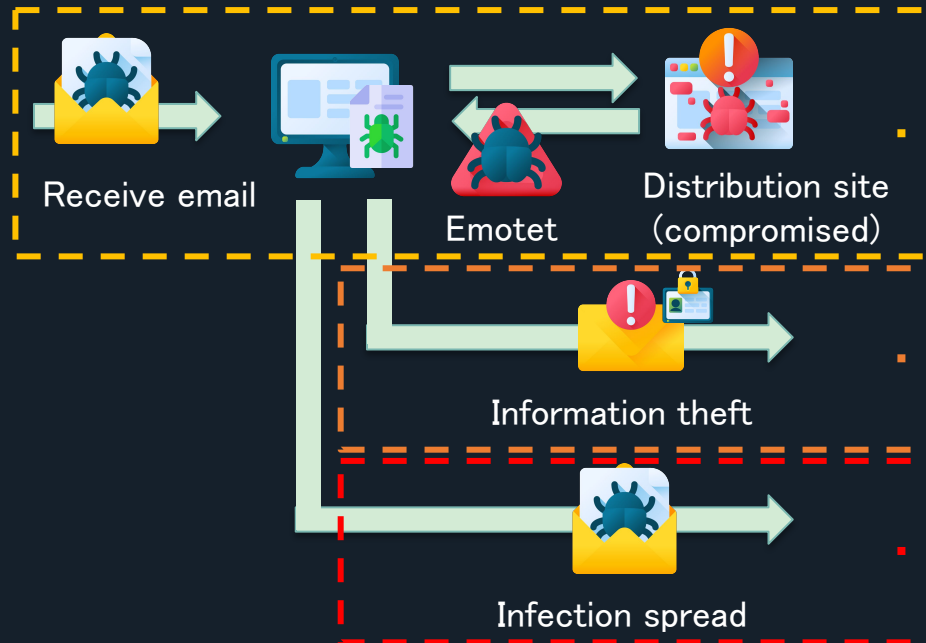 Receive email
Emotet
Distribution site
(compromised)
Information theft
Infection spread